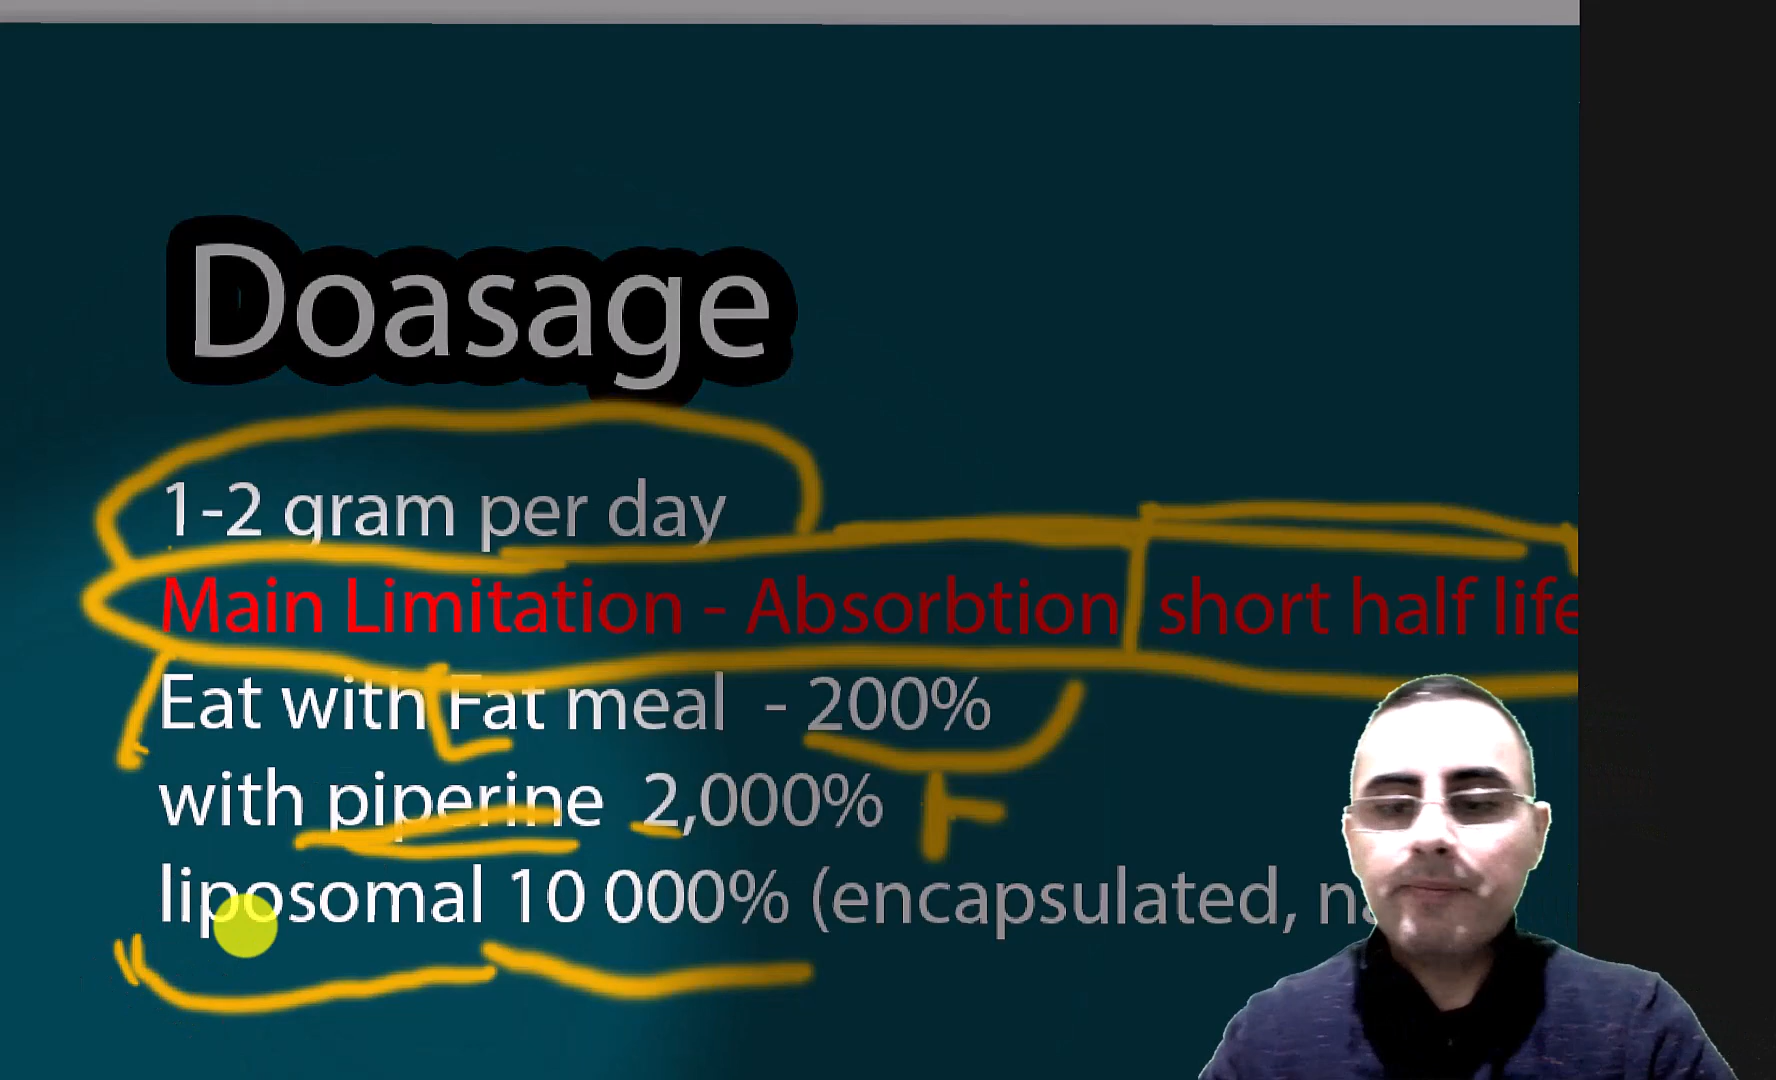 Doasage
1-2 gram per day
Main Limitation - Absorbtion short half life
Eat with Fat meal - 200%
with piperine 2,000%
liposomal 10 000% (encapsulated,